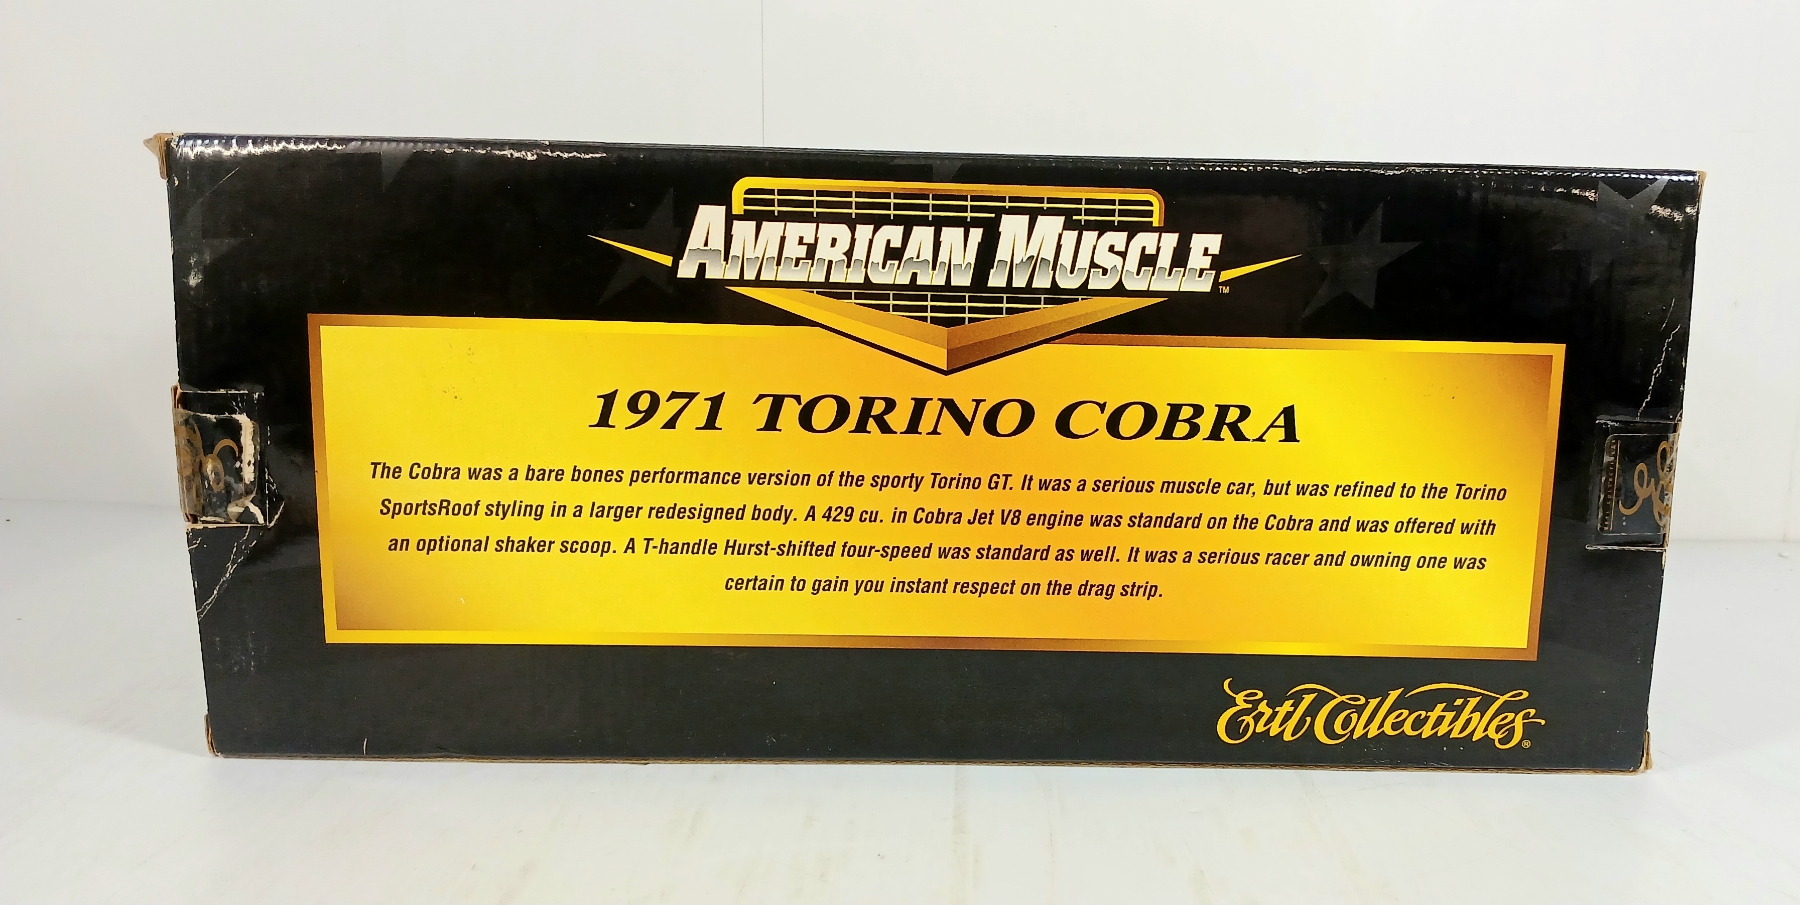 AMERICAN MUSCLE™
1971 TORINO COBRA
The Cobra was a bare bones performance version of the sporty Torino GT. It was a serious muscle car, but was refined to the Torino
SportsRoof styling in a larger redesigned body. A 429 cu. in Cobra Jet V8 engine was standard on the Cobra and was offered with
an optional shaker scoop. A T-handle Hurst-shifted four-speed was standard as well. It was a serious racer and owning one was
certain to gain you instant respect on the drag strip.
Ertl Collectibles®